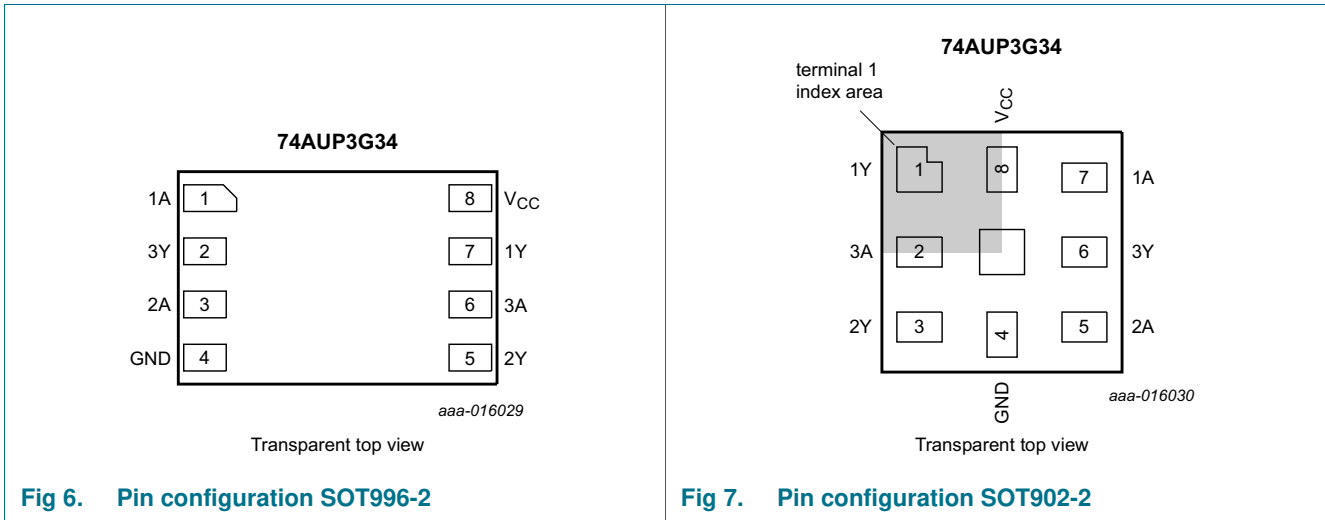 74AUP3G34
1A 1 8 VCC
3Y 2 7 1Y
2A 3 6 3A
GND 4 5 2Y
aaa-016029
Transparent top view
Fig 6. Pin configuration SOT996-2
74AUP3G34
terminal 1
index area
VCC
1Y 1 8 7 1A
3A 2 6 3Y
2Y 3 4 5 2A
GND
aaa-016030
Transparent top view
Fig 7. Pin configuration SOT902-2